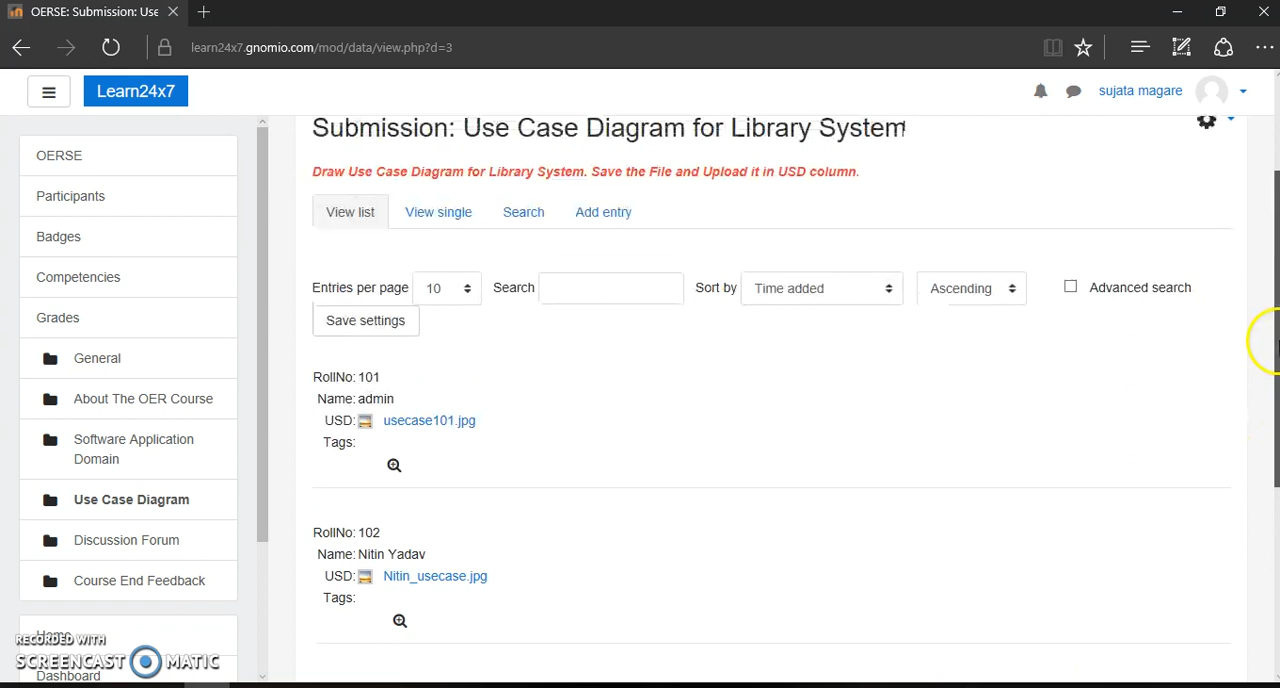 OERSE: Submission: Use
learn24x7.gnomio.com/mod/data/view.php?d=3
Learn24x7
sujata magare
Submission: Use Case Diagram for Library System
Draw Use Case Diagram for Library System. Save the File and Upload it in USD column.
View list View single Search Add entry
Entries per page 10 Search Sort by Time added Ascending Advanced search
Save settings
RollNo: 101
Name: admin
USD: usecase101.jpg
Tags:
RollNo: 102
Name: Nitin Yadav
USD: Nitin_usecase.jpg
Tags:
OERSE
Participants
Badges
Competencies
Grades
General
About The OER Course
Software Application
Domain
Use Case Diagram
Discussion Forum
Course End Feedback
Home
RECORDED WITH
SCREENCAST MATIC
Dashboard